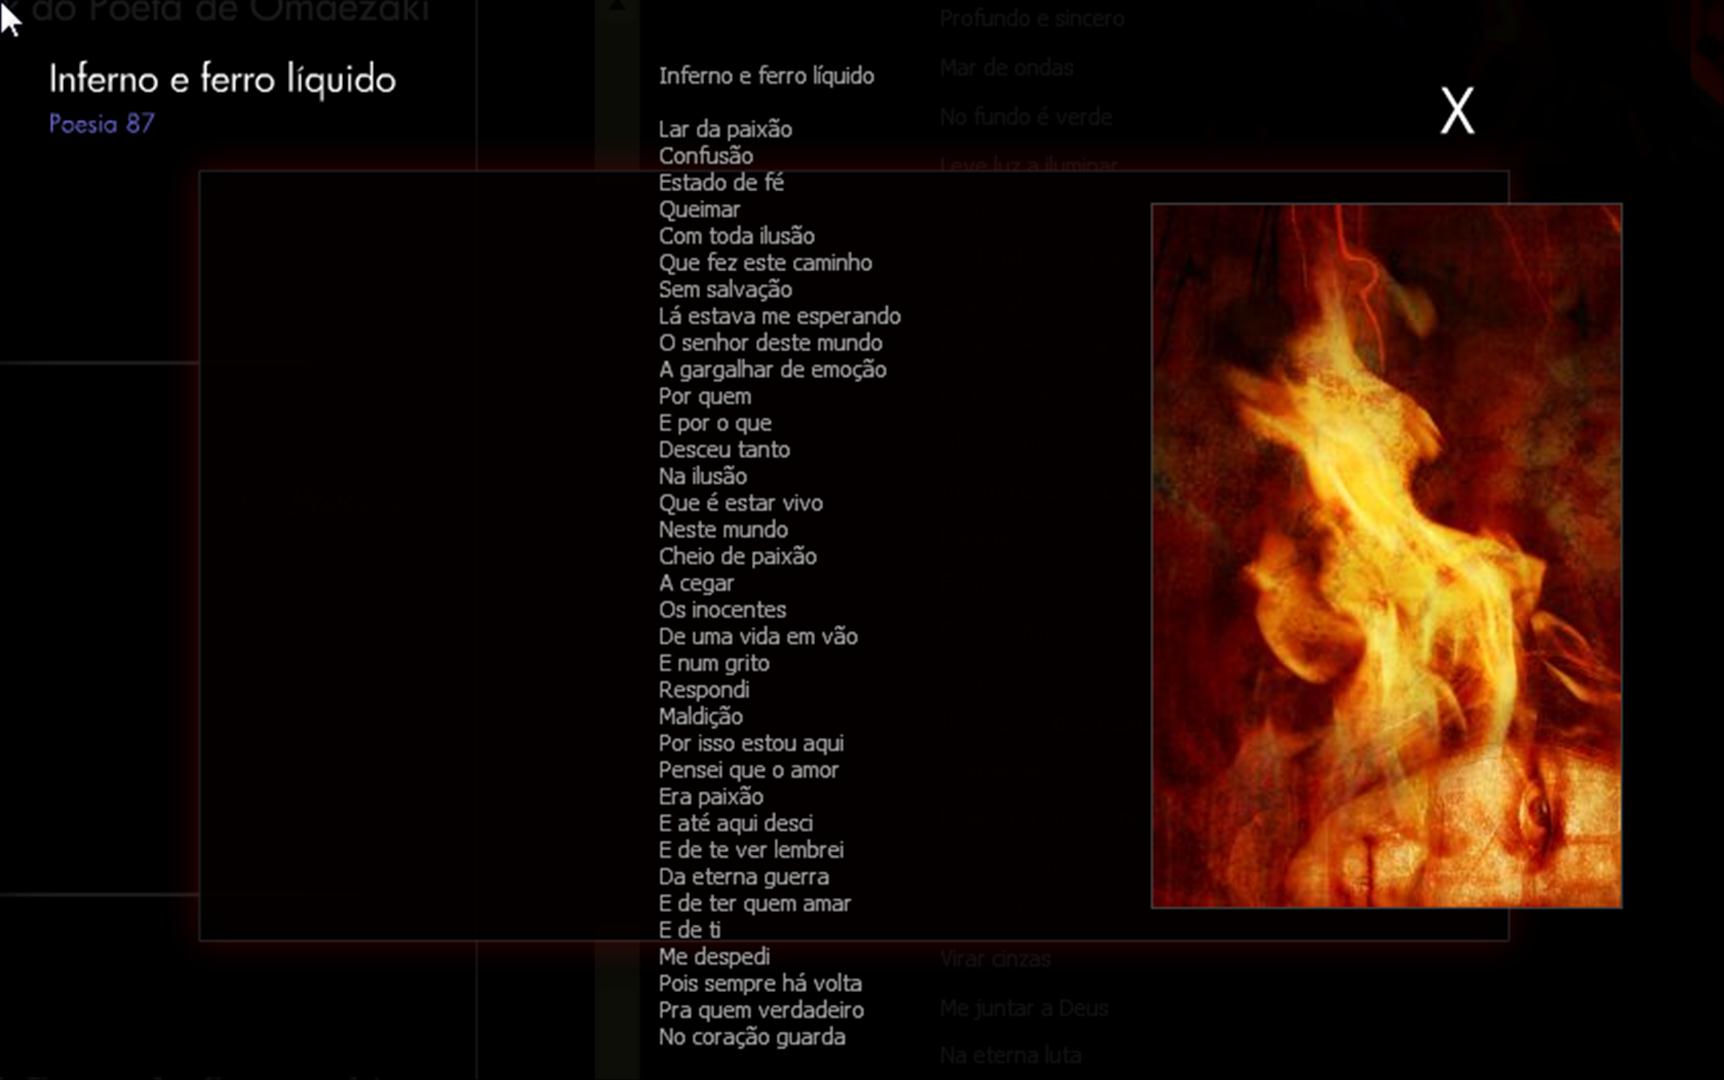 do Poeta de Omaezaki
Inferno e ferro líquido
Poesia 87
X
Inferno e ferro líquido
Lar da paixão
Confusão
Estado de fé
Queimar
Com toda ilusão
Que fez este caminho
Sem salvação
Lá estava me esperando
O senhor deste mundo
A gargalhar de emoção
Por quem
E por o que
Desceu tanto
Na ilusão
Que é estar vivo
Neste mundo
Cheio de paixão
A cegar
Os inocentes
De uma vida em vão
E num grito
Respondi
Maldição
Por isso estou aqui
Pensei que o amor
Era paixão
E até aqui desci
E de te ver lembrei
Da eterna guerra
E de ter quem amar
E de ti
Me despedi
Pois sempre há volta
Pra quem verdadeiro
No coração guarda
Profundo e sincero
Mar de ondas
No fundo é verde
Leve luz a iluminar
Virar cinzas
Me juntar a Deus
Na eterna luta